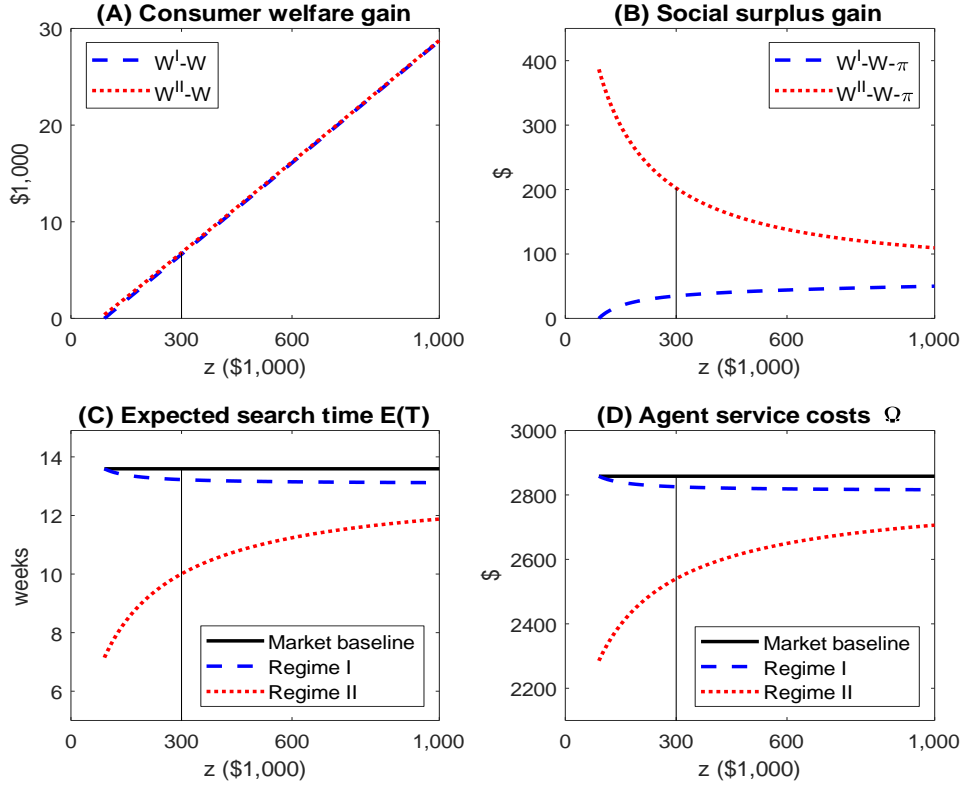 (A) Consumer welfare gain
30
20
10
0
$1,000
W^I-W
W^II-W
0
300
600
1,000
z ($1,000)
(B) Social surplus gain
400
300
200
100
0
$
W^I-W-π
W^II-W-π
0
300
600
1,000
z ($1,000)
(C) Expected search time E(T)
14
12
10
8
6
weeks
Market baseline
Regime I
Regime II
0
300
600
1,000
z ($1,000)
(D) Agent service costs Ω
3000
2800
2600
2400
2200
$
Market baseline
Regime I
Regime II
0
300
600
1,000
z ($1,000)